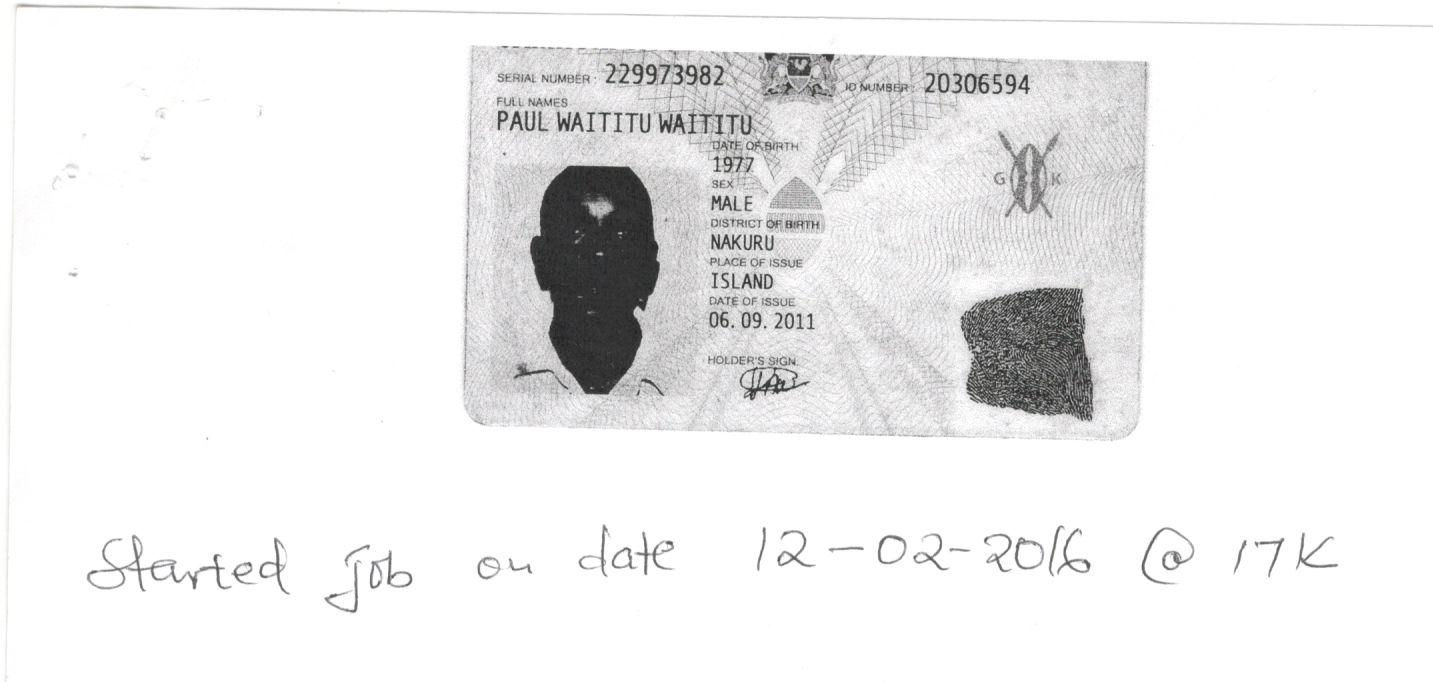 SERIAL NUMBER: 229973982 ID NUMBER: 20306594
FULL NAMES
PAUL WAITITU WAITITU
DATE OF BIRTH
1977
SEX
MALE
DISTRICT OF BIRTH
NAKURU
PLACE OF ISSUE
ISLAND
DATE OF ISSUE
06.09.2011
HOLDER'S SIGN.
G K
Started job on date 12-02-2016 @ 17K